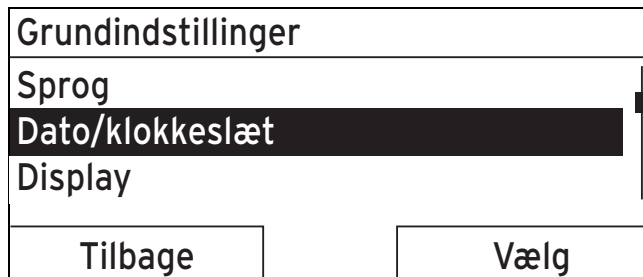 Grundindstillinger
Sprog
Dato/klokkeslæt
Display
Tilbage
Vælg